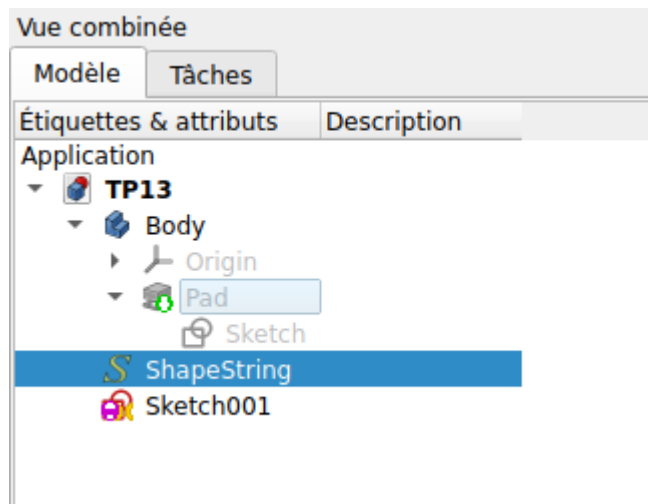 Vue combinée
Modèle Tâches
Étiquettes & attributs Description
Application
TP13
Body
Origin
Pad
Sketch
ShapeString
Sketch001